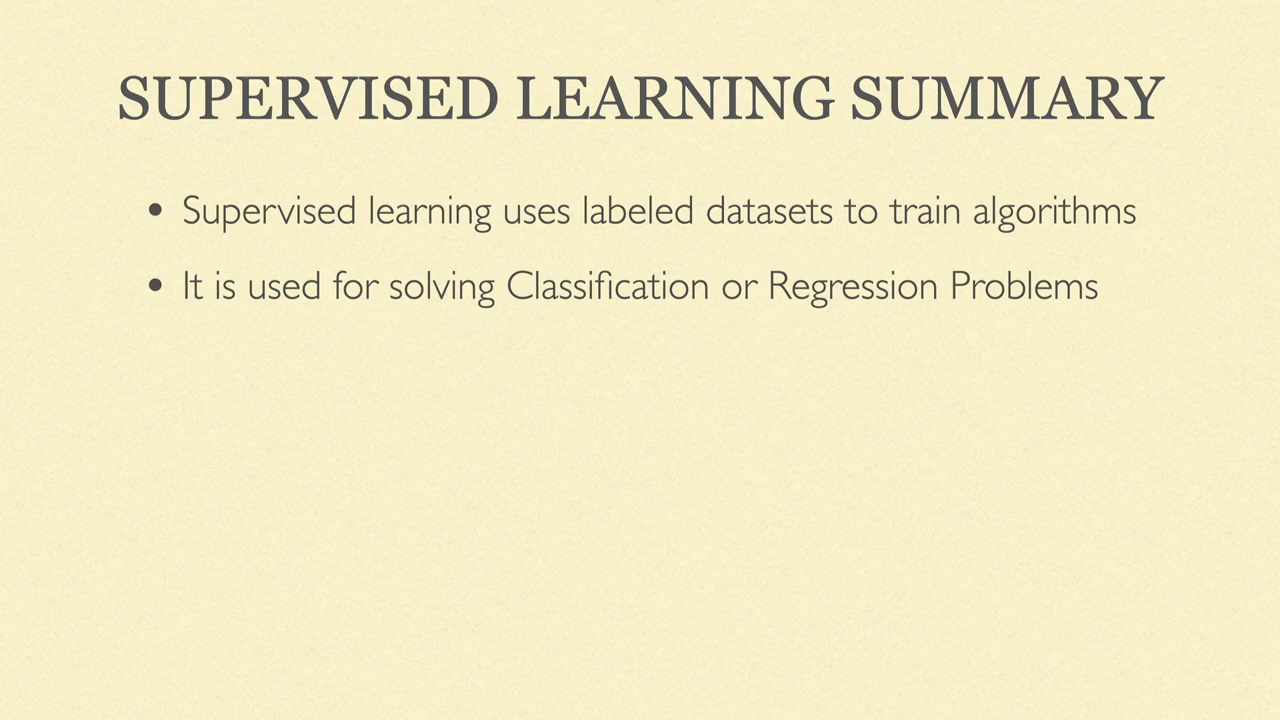 SUPERVISED LEARNING SUMMARY
• Supervised learning uses labeled datasets to train algorithms
• It is used for solving Classification or Regression Problems